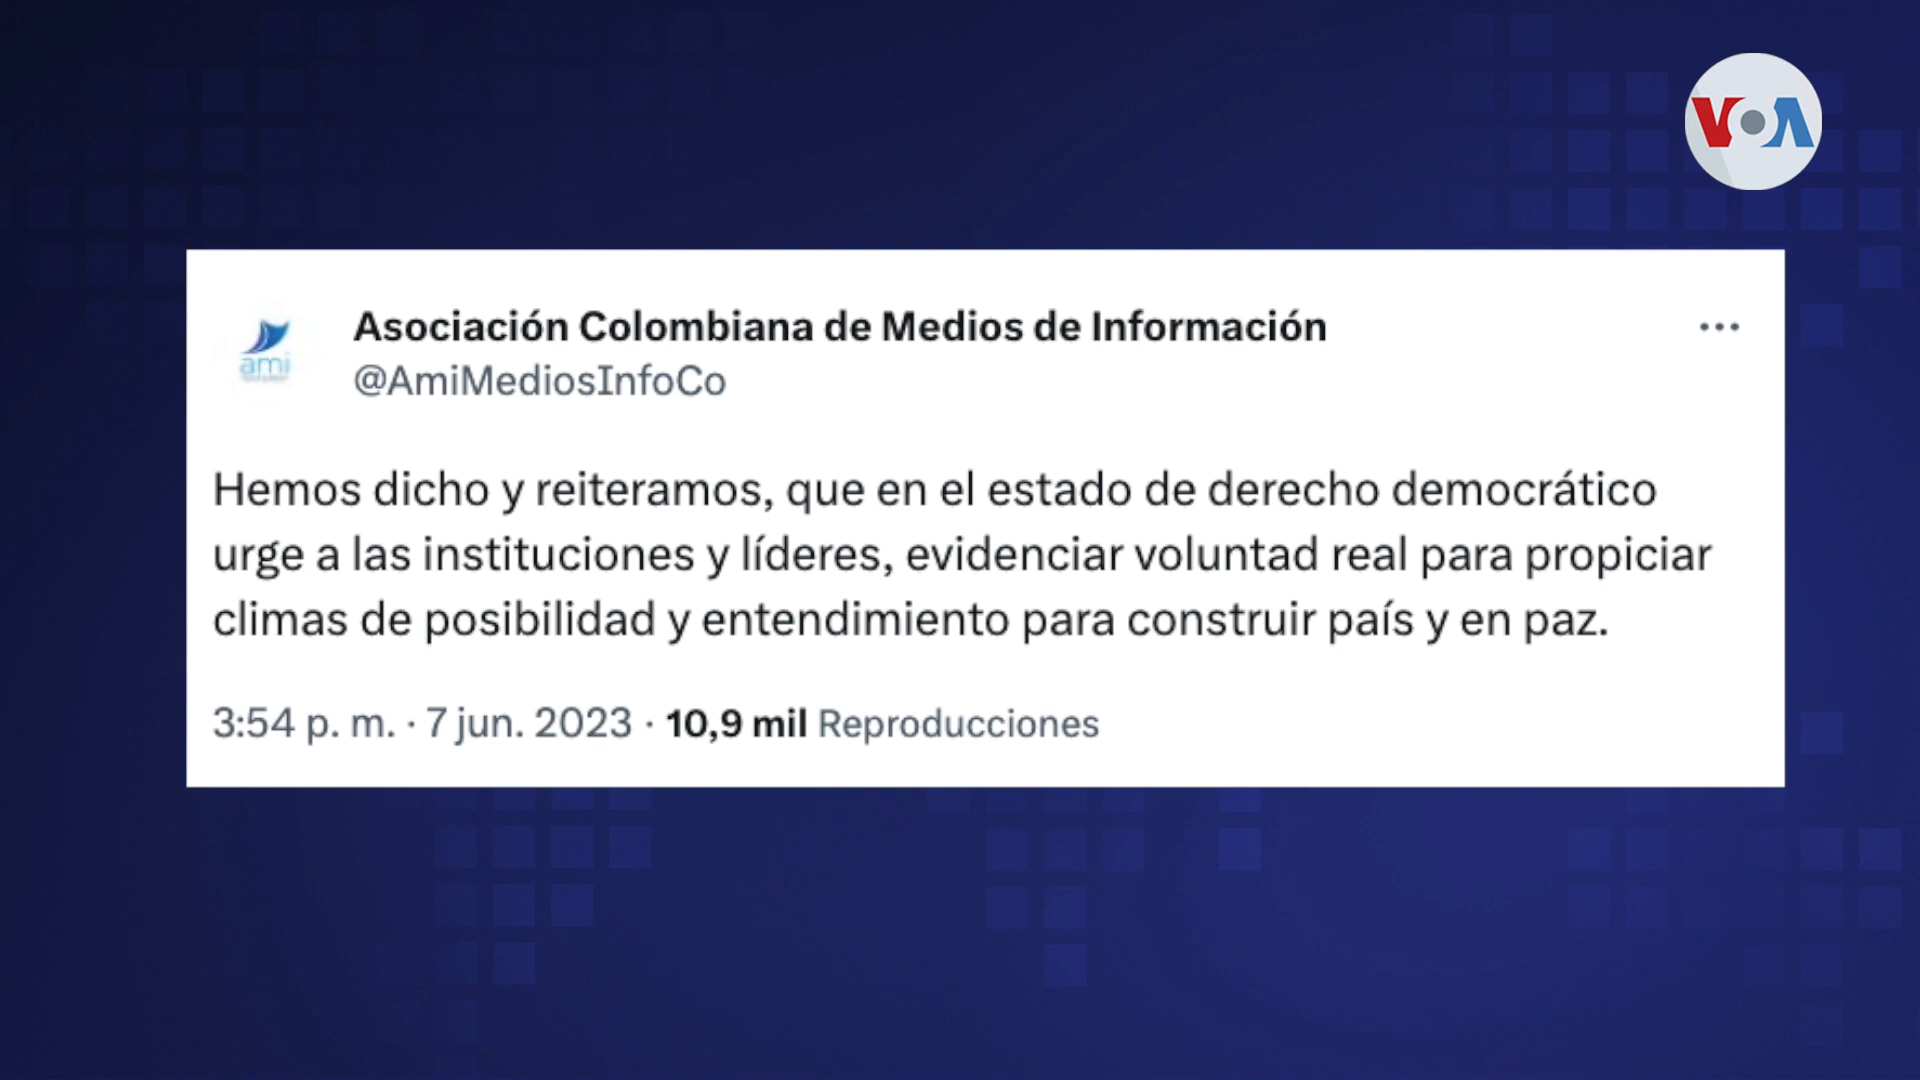 VOA
Asociación Colombiana de Medios de Información
@AmiMediosInfoCo
ami
Hemos dicho y reiteramos, que en el estado de derecho democrático
urge a las instituciones y líderes, evidenciar voluntad real para propiciar
climas de posibilidad y entendimiento para construir país y en paz.
3:54 p. m. · 7 jun. 2023 · 10,9 mil Reproducciones